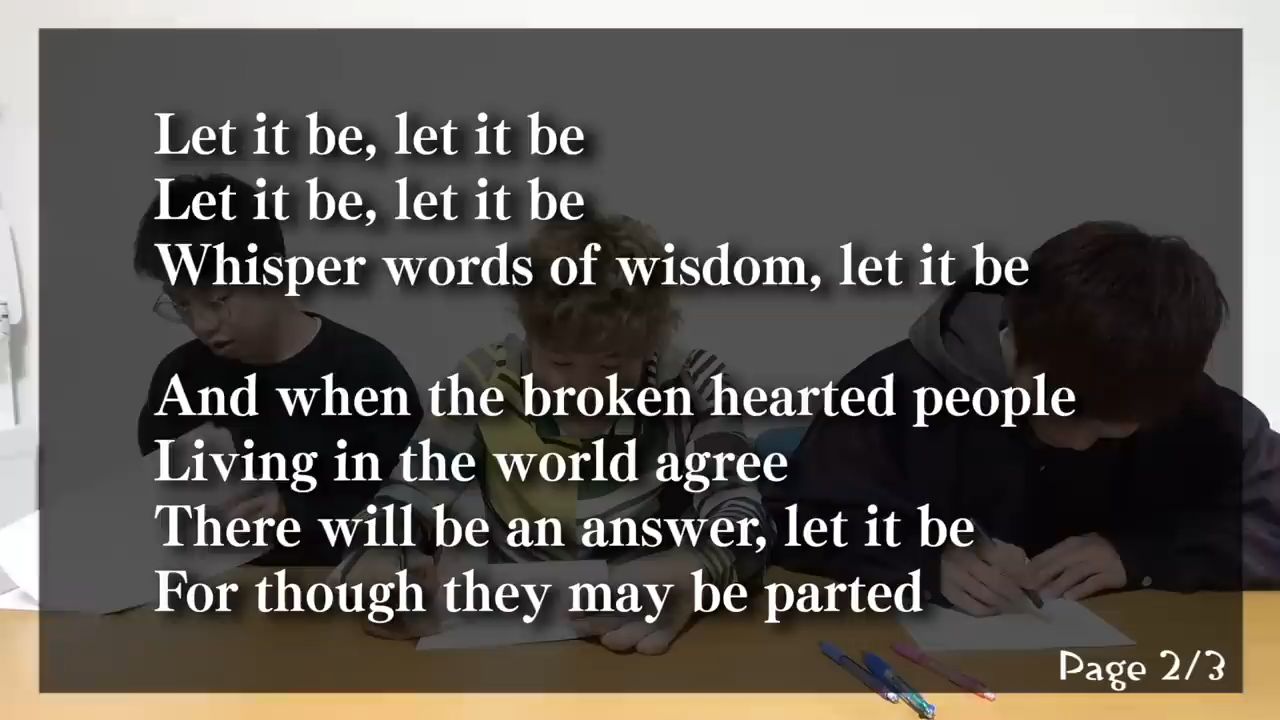 Let it be, let it be
Let it be, let it be
Whisper words of wisdom, let it be
And when the broken hearted people
Living in the world agree
There will be an answer, let it be
For though they may be parted
Page 2/3